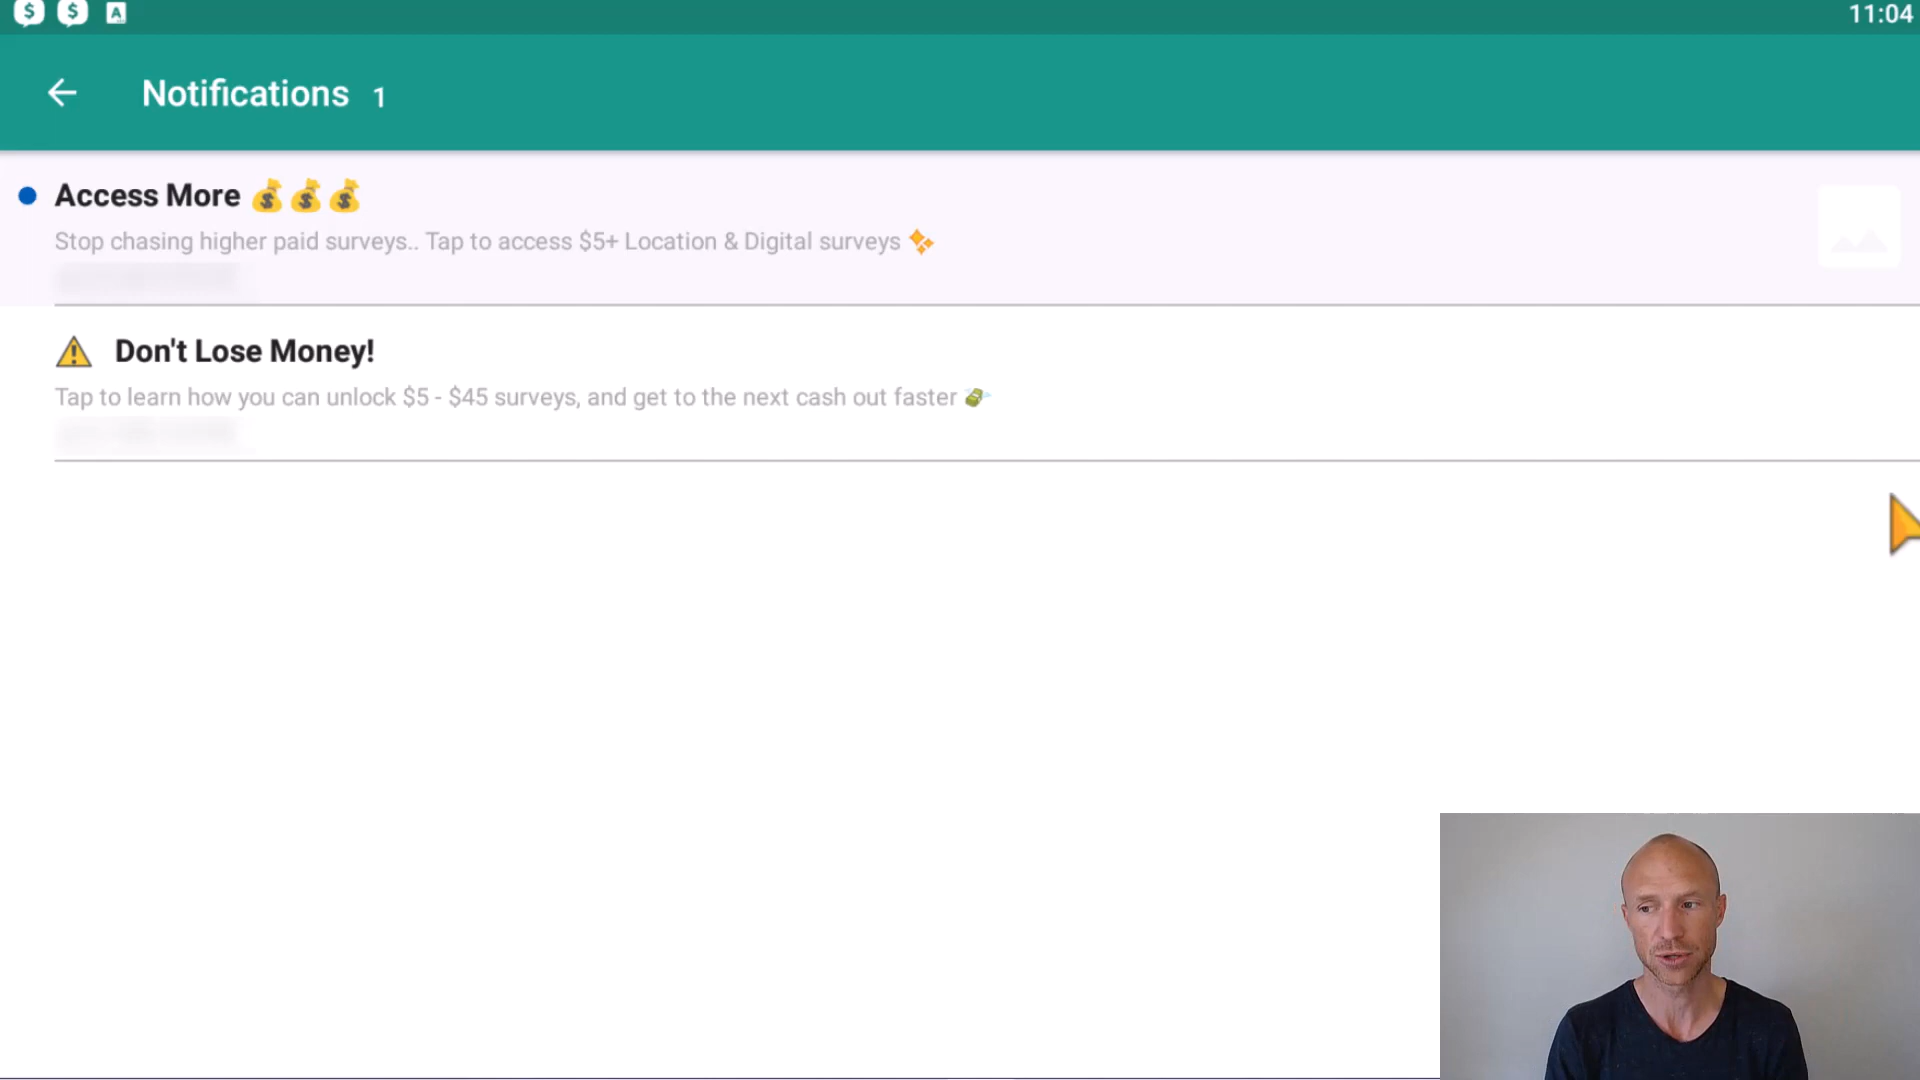 $ $ A 11:04
Notifications 1
Access More 💰💰💰
Stop chasing higher paid surveys.. Tap to access $5+ Location & Digital surveys ✨
⚠️ Don't Lose Money!
Tap to learn how you can unlock $5 - $45 surveys, and get to the next cash out faster 💸